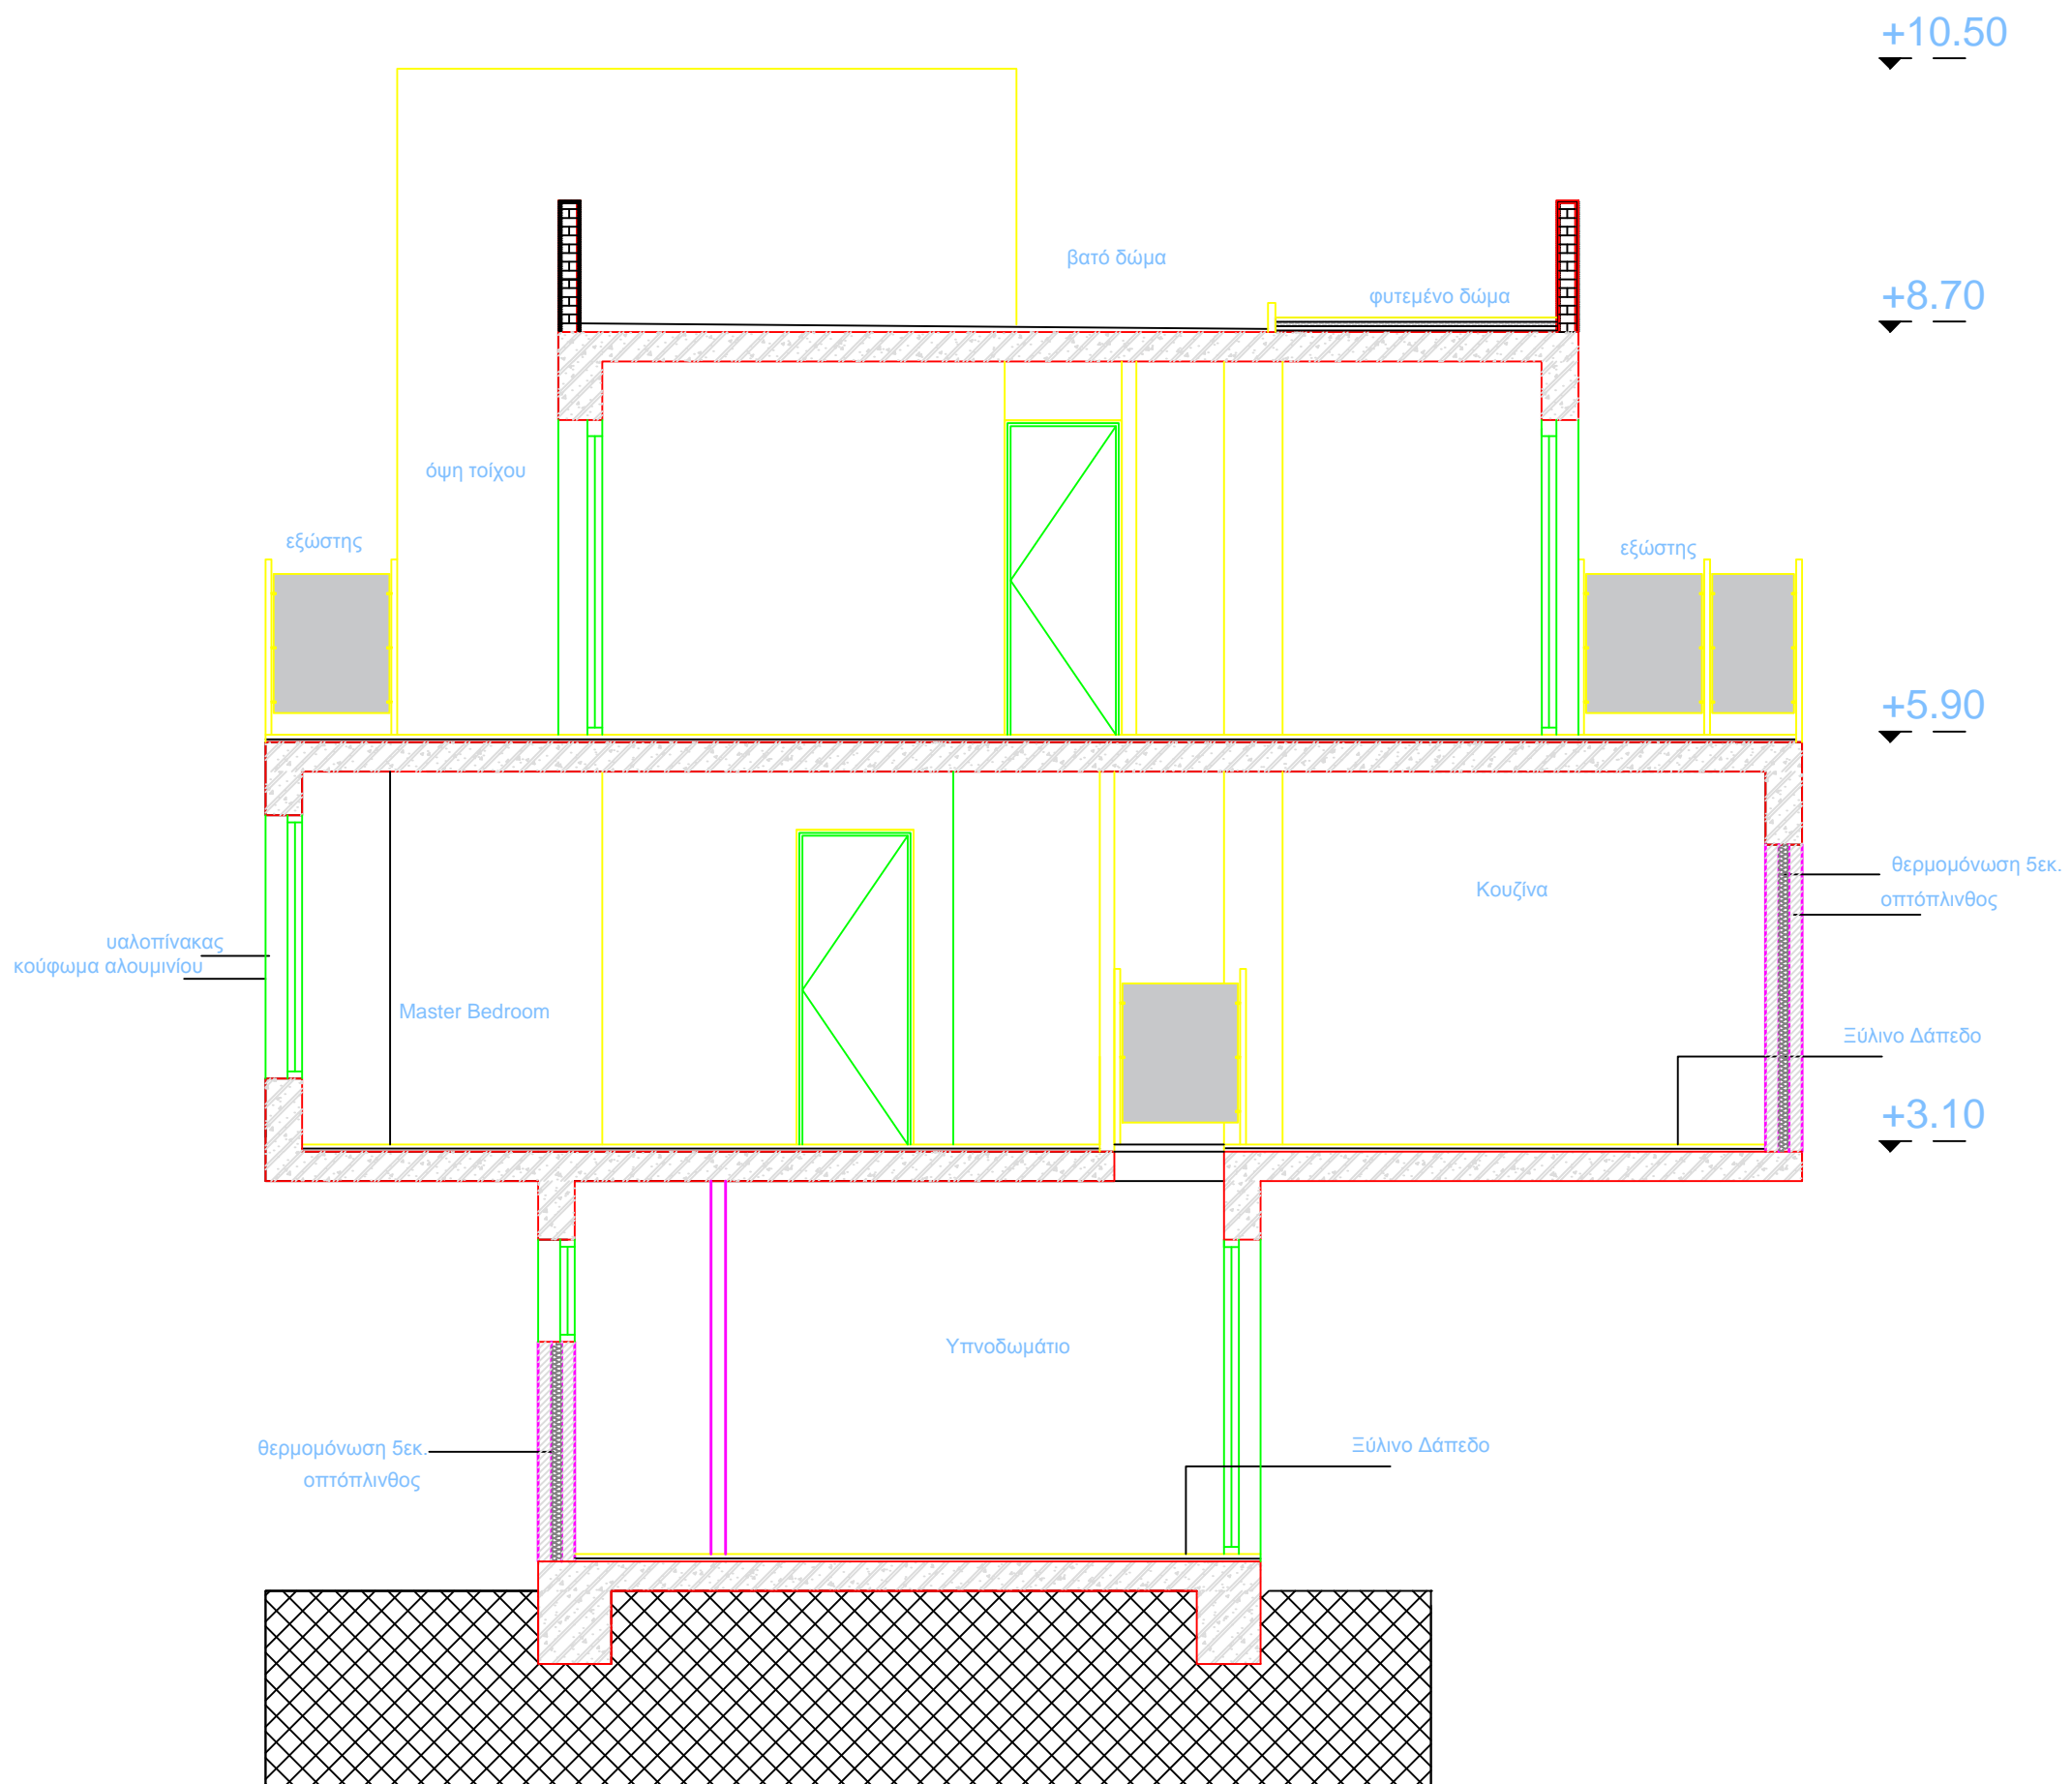 +10.50
βατό δώμα
φυτεμένο δώμα
+8.70
όψη τοίχου
εξώστης
εξώστης
+5.90
θερμομόνωση 5εκ.
οπτόπλινθος
Κουζίνα
υαλοπίνακας
κούφωμα αλουμινίου
Master Bedroom
Ξύλινο Δάπεδο
+3.10
Υπνοδωμάτιο
θερμομόνωση 5εκ.
οπτόπλινθος
Ξύλινο Δάπεδο